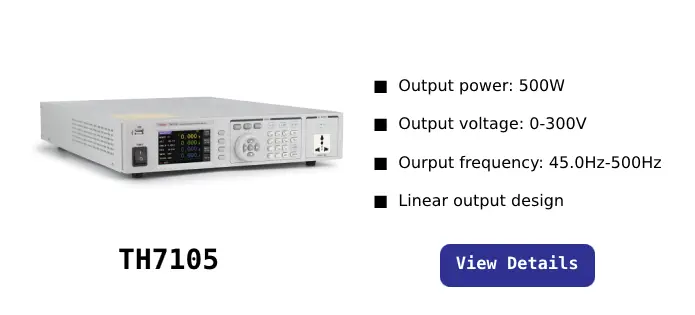 ■ Output power: 500W
■ Output voltage: 0-300V
■ Ourput frequency: 45.0Hz-500Hz
■ Linear output design
TH7105
View Details